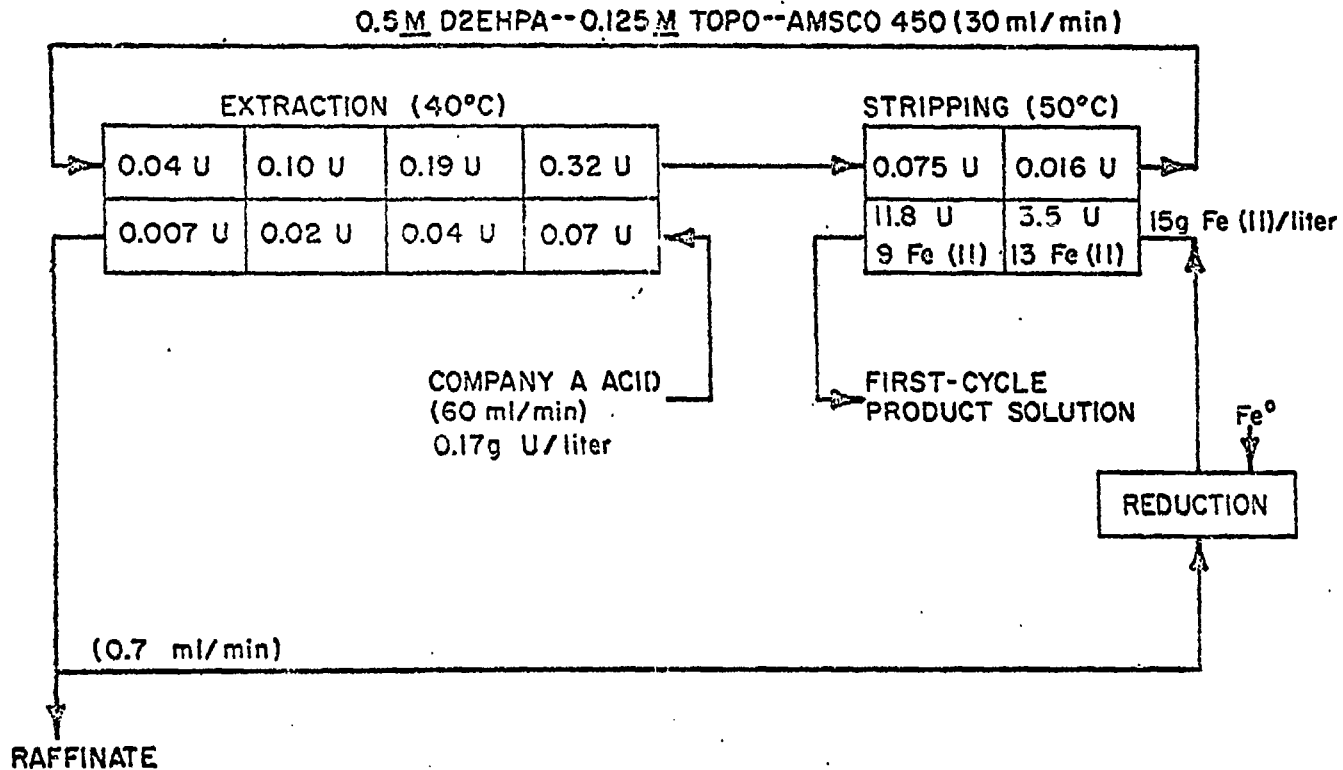 0.5M D2EHPA--0.125M TOPO--AMSCO 450 (30 ml/min)
EXTRACTION (40°C)
0.04 U 0.10 U 0.19 U 0.32 U
0.007 U 0.02 U 0.04 U 0.07 U
STRIPPING (50°C)
0.075 U 0.016 U
11.8 U 3.5 U
9 Fe (II) 13 Fe (II)
15g Fe (II)/liter
COMPANY A ACID
(60 ml/min)
0.17g U/liter
FIRST-CYCLE
PRODUCT SOLUTION
Fe°
REDUCTION
(0.7 ml/min)
RAFFINATE